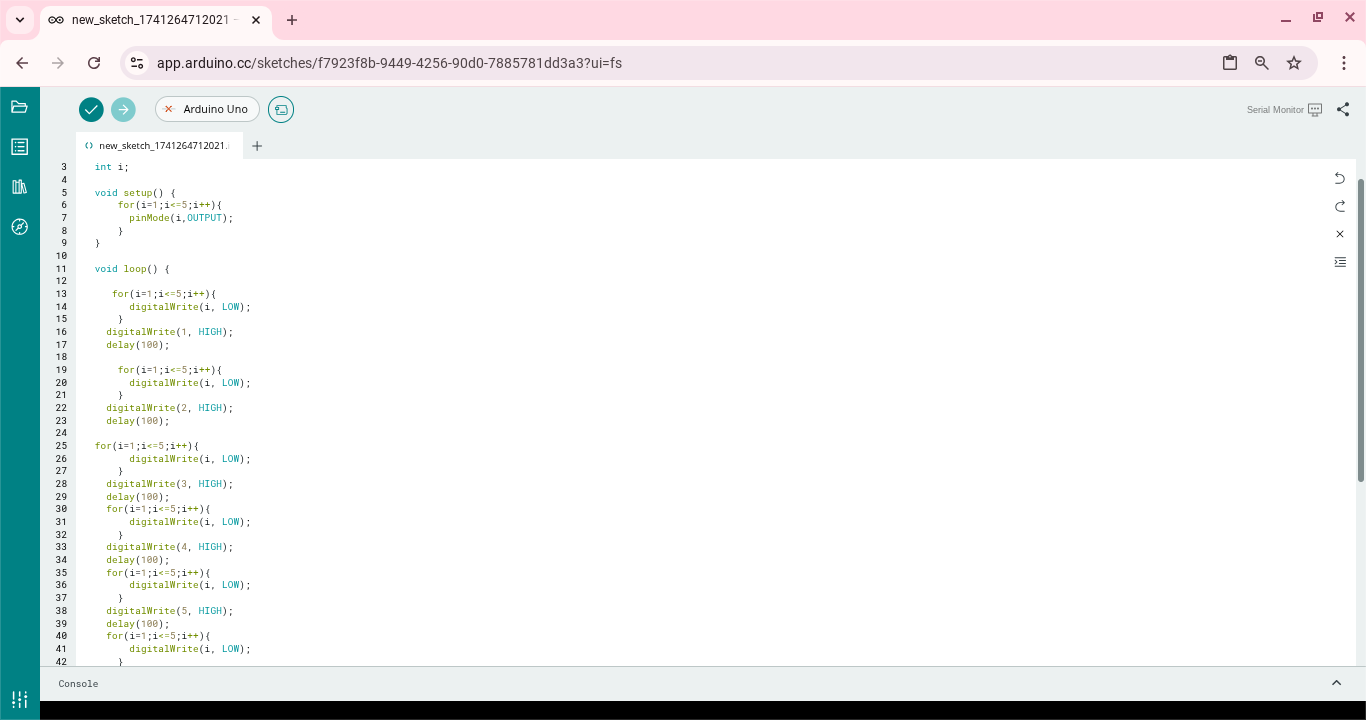 new_sketch_1741264712021 -
app.arduino.cc/sketches/f7923f8b-9449-4256-90d0-7885781dd3a3?ui=fs
Arduino Uno
Serial Monitor
new_sketch_1741264712021.
3 int i;
4
5 void setup() {
6 for(i=1;i<=5;i++){
7 pinMode(i,OUTPUT);
8 }
9 }
10
11 void loop() {
12
13 for(i=1;i<=5;i++){
14 digitalWrite(i, LOW);
15 }
16 digitalWrite(1, HIGH);
17 delay(100);
18
19 for(i=1;i<=5;i++){
20 digitalWrite(i, LOW);
21 }
22 digitalWrite(2, HIGH);
23 delay(100);
24
25 for(i=1;i<=5;i++){
26 digitalWrite(i, LOW);
27 }
28 digitalWrite(3, HIGH);
29 delay(100);
30 for(i=1;i<=5;i++){
31 digitalWrite(i, LOW);
32 }
33 digitalWrite(4, HIGH);
34 delay(100);
35 for(i=1;i<=5;i++){
36 digitalWrite(i, LOW);
37 }
38 digitalWrite(5, HIGH);
39 delay(100);
40 for(i=1;i<=5;i++){
41 digitalWrite(i, LOW);
42 }
Console